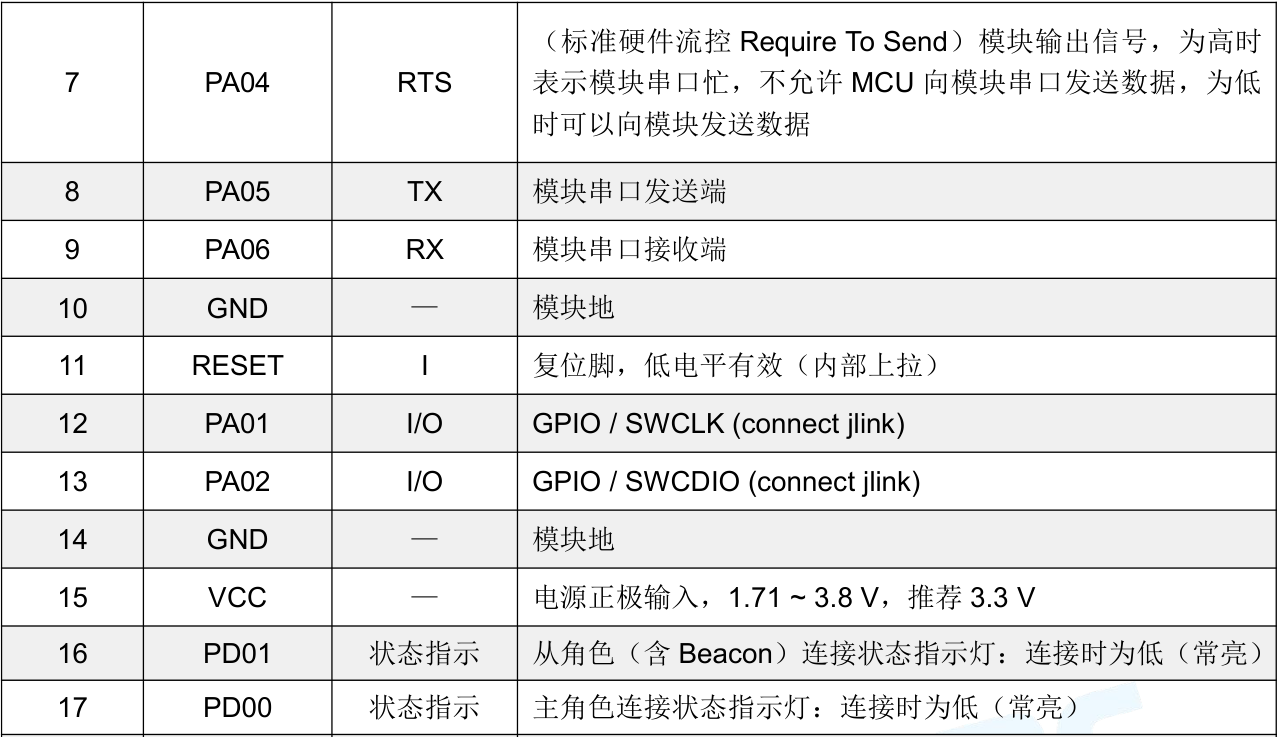 7 PA04 RTS （标准硬件流控 Require To Send）模块输出信号，为高时
表示模块串口忙，不允许 MCU 向模块串口发送数据，为低
时可以向模块发送数据
8 PA05 TX 模块串口发送端
9 PA06 RX 模块串口接收端
10 GND — 模块地
11 RESET I 复位脚，低电平有效（内部上拉）
12 PA01 I/O GPIO / SWCLK (connect jlink)
13 PA02 I/O GPIO / SWCDIO (connect jlink)
14 GND — 模块地
15 VCC — 电源正极输入，1.71 ~ 3.8 V，推荐 3.3 V
16 PD01 状态指示 从角色（含 Beacon）连接状态指示灯：连接时为低（常亮）
17 PD00 状态指示 主角色连接状态指示灯：连接时为低（常亮）